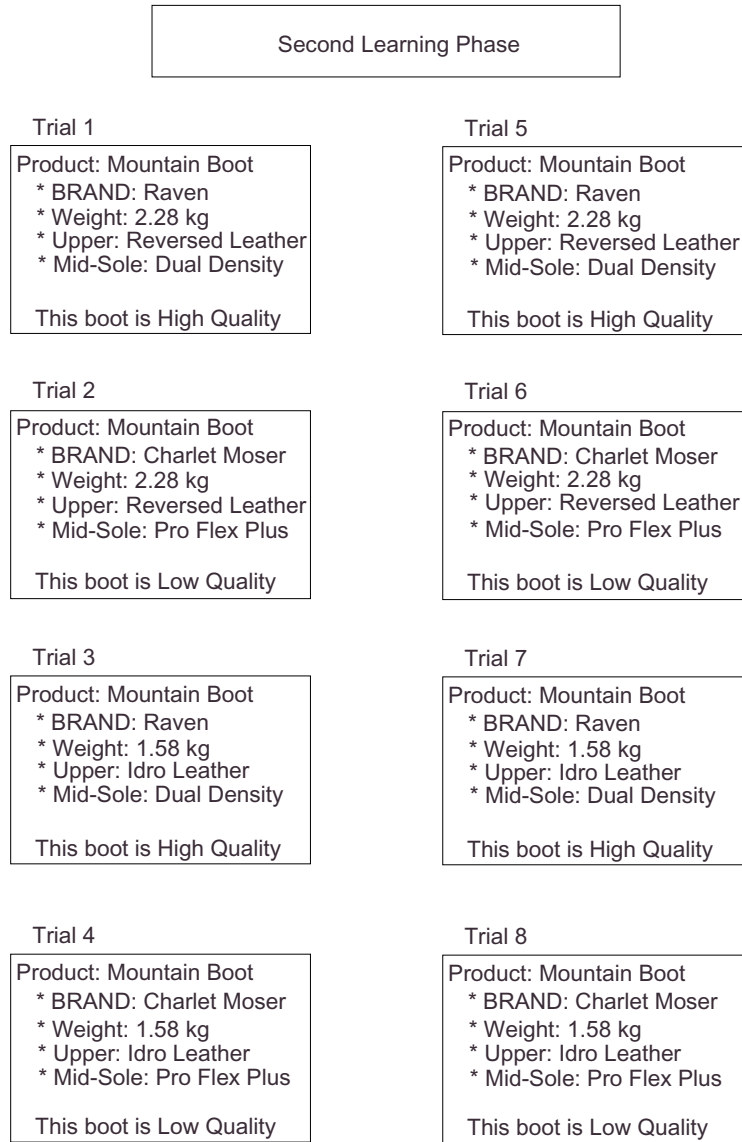 Second Learning Phase
Trial 1
Product: Mountain Boot
* BRAND: Raven
* Weight: 2.28 kg
* Upper: Reversed Leather
* Mid-Sole: Dual Density
This boot is High Quality
Trial 2
Product: Mountain Boot
* BRAND: Charlet Moser
* Weight: 2.28 kg
* Upper: Reversed Leather
* Mid-Sole: Pro Flex Plus
This boot is Low Quality
Trial 3
Product: Mountain Boot
* BRAND: Raven
* Weight: 1.58 kg
* Upper: Idro Leather
* Mid-Sole: Dual Density
This boot is High Quality
Trial 4
Product: Mountain Boot
* BRAND: Charlet Moser
* Weight: 1.58 kg
* Upper: Idro Leather
* Mid-Sole: Pro Flex Plus
This boot is Low Quality
Trial 5
Product: Mountain Boot
* BRAND: Raven
* Weight: 2.28 kg
* Upper: Reversed Leather
* Mid-Sole: Dual Density
This boot is High Quality
Trial 6
Product: Mountain Boot
* BRAND: Charlet Moser
* Weight: 2.28 kg
* Upper: Reversed Leather
* Mid-Sole: Pro Flex Plus
This boot is Low Quality
Trial 7
Product: Mountain Boot
* BRAND: Raven
* Weight: 1.58 kg
* Upper: Idro Leather
* Mid-Sole: Dual Density
This boot is High Quality
Trial 8
Product: Mountain Boot
* BRAND: Charlet Moser
* Weight: 1.58 kg
* Upper: Idro Leather
* Mid-Sole: Pro Flex Plus
This boot is Low Quality